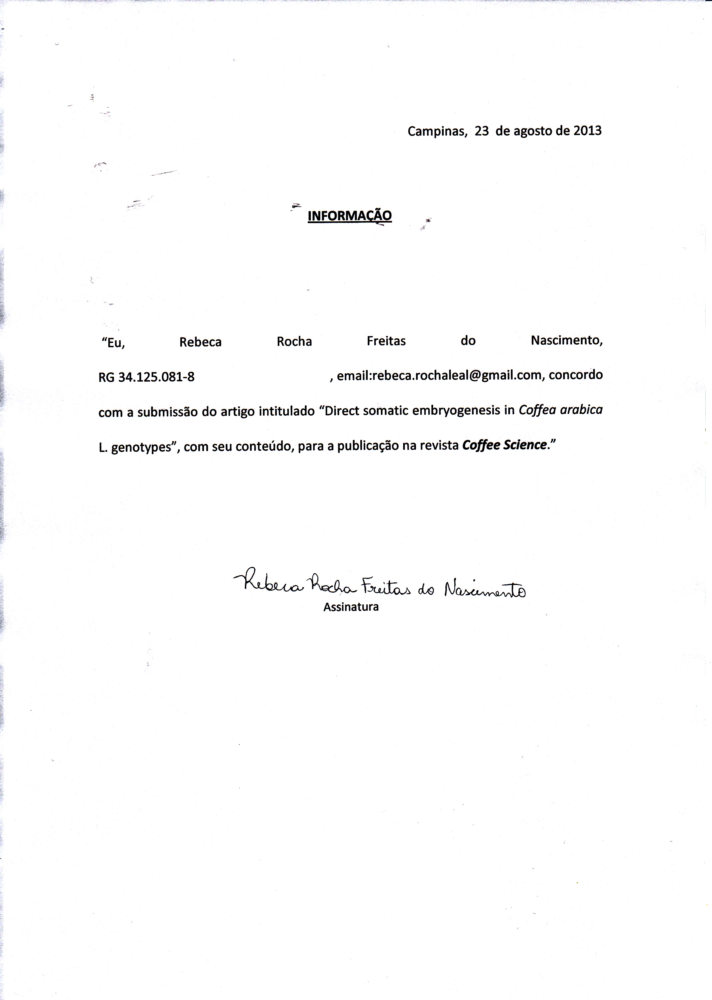 Campinas, 23 de agosto de 2013
INFORMAÇÃO
“Eu, Rebeca Rocha Freitas do Nascimento,
RG 34.125.081-8 , email:rebeca.rochaleal@gmail.com, concordo
com a submissão do artigo intitulado “Direct somatic embryogenesis in Coffea arabica
L. genotypes”, com seu conteúdo, para a publicação na revista Coffee Science.”
Rebeca Rocha Freitas do Nascimento
Assinatura